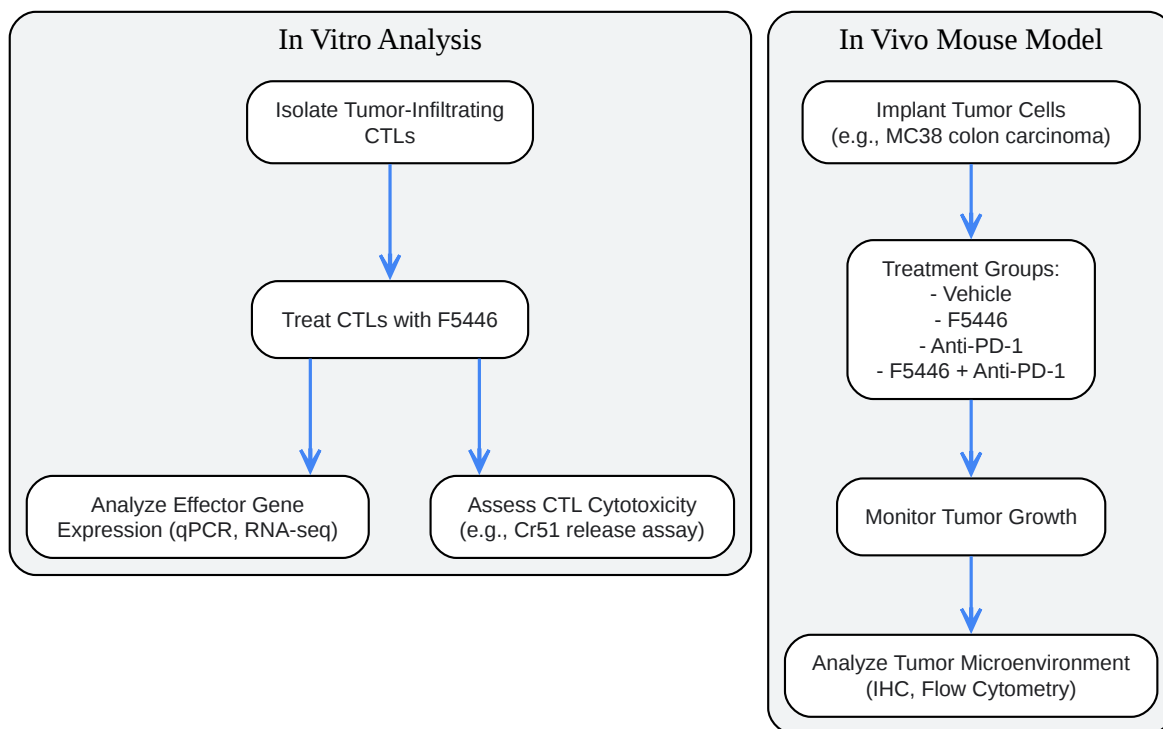 In Vitro Analysis
Isolate Tumor-Infiltrating
CTLs
Treat CTLs with F5446
Analyze Effector Gene
Expression (qPCR, RNA-seq)
Assess CTL Cytotoxicity
(e.g., Cr51 release assay)
In Vivo Mouse Model
Implant Tumor Cells
(e.g., MC38 colon carcinoma)
Treatment Groups:
- Vehicle
- F5446
- Anti-PD-1
- F5446 + Anti-PD-1
Monitor Tumor Growth
Analyze Tumor Microenvironment
(IHC, Flow Cytometry)